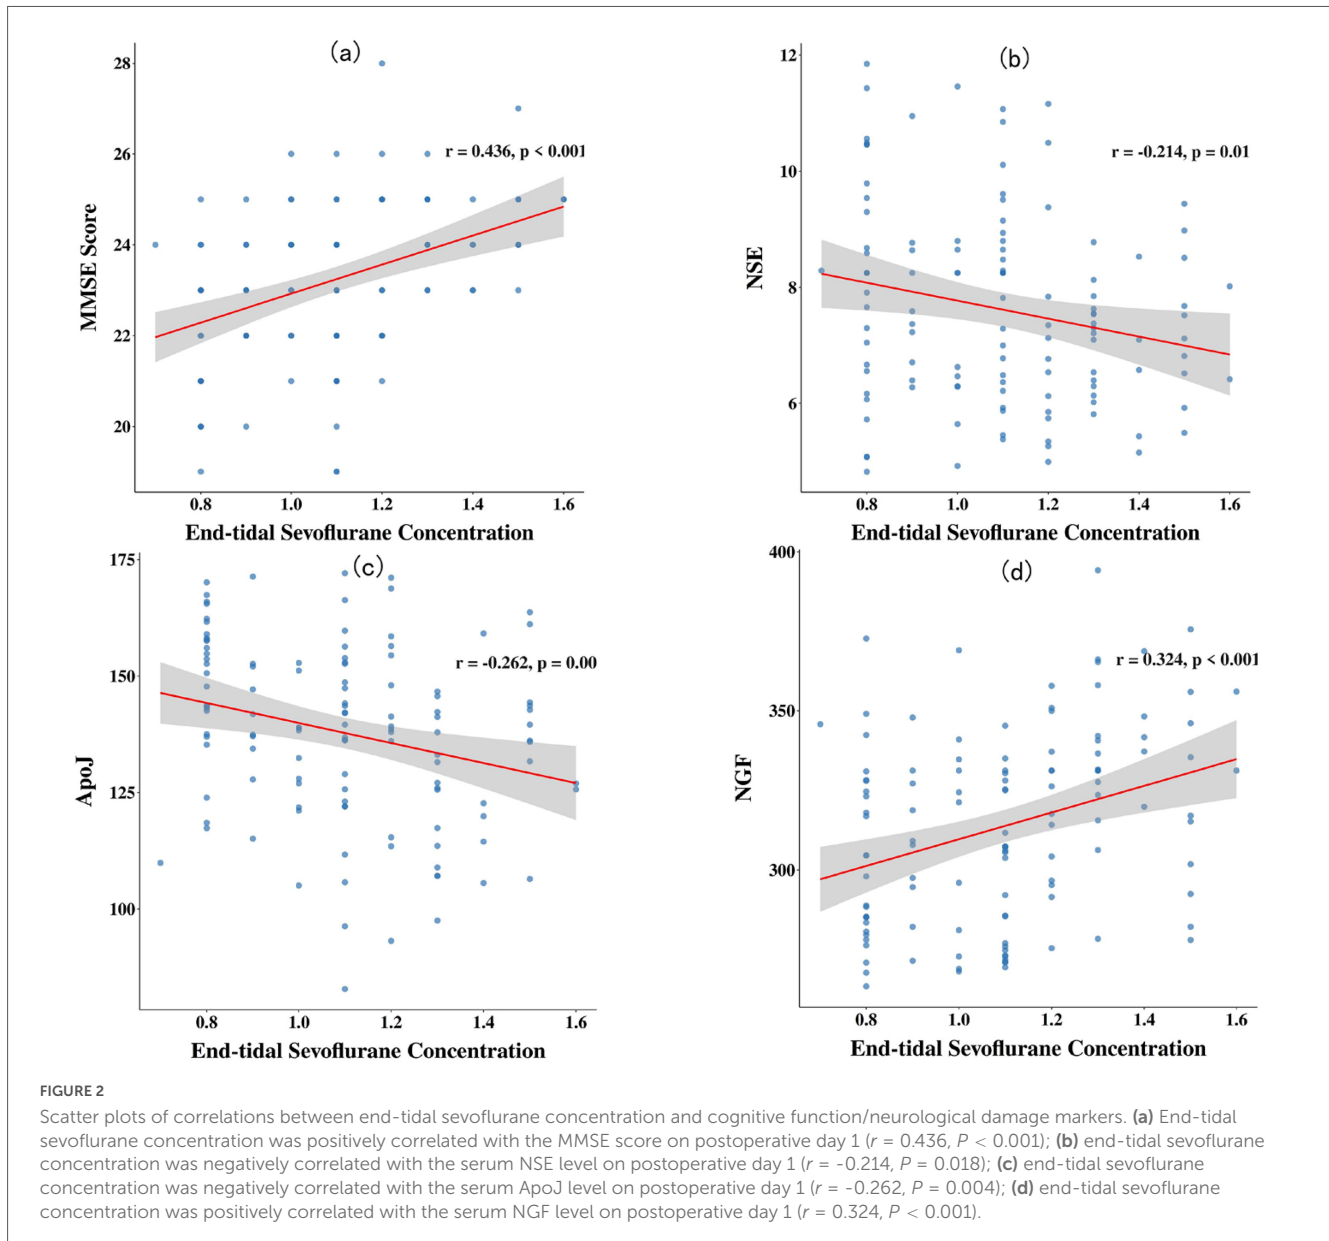 (a)
28
26
24
22
20
MMSE Score
r = 0.436, p < 0.001
0.8 1.0 1.2 1.4 1.6
End-tidal Sevoflurane Concentration
(b)
12
10
8
6
NSE
r = -0.214, p = 0.01
0.8 1.0 1.2 1.4 1.6
End-tidal Sevoflurane Concentration
(c)
175
150
125
100
ApoJ
r = -0.262, p = 0.00
0.8 1.0 1.2 1.4 1.6
End-tidal Sevoflurane Concentration
(d)
400
350
300
NGF
r = 0.324, p < 0.001
0.8 1.0 1.2 1.4 1.6
End-tidal Sevoflurane Concentration
FIGURE 2
Scatter plots of correlations between end-tidal sevoflurane concentration and cognitive function/neurological damage markers. (a) End-tidal
sevoflurane concentration was positively correlated with the MMSE score on postoperative day 1 (r = 0.436, P < 0.001); (b) end-tidal sevoflurane
concentration was negatively correlated with the serum NSE level on postoperative day 1 (r = -0.214, P = 0.018); (c) end-tidal sevoflurane
concentration was negatively correlated with the serum ApoJ level on postoperative day 1 (r = -0.262, P = 0.004); (d) end-tidal sevoflurane
concentration was positively correlated with the serum NGF level on postoperative day 1 (r = 0.324, P < 0.001).